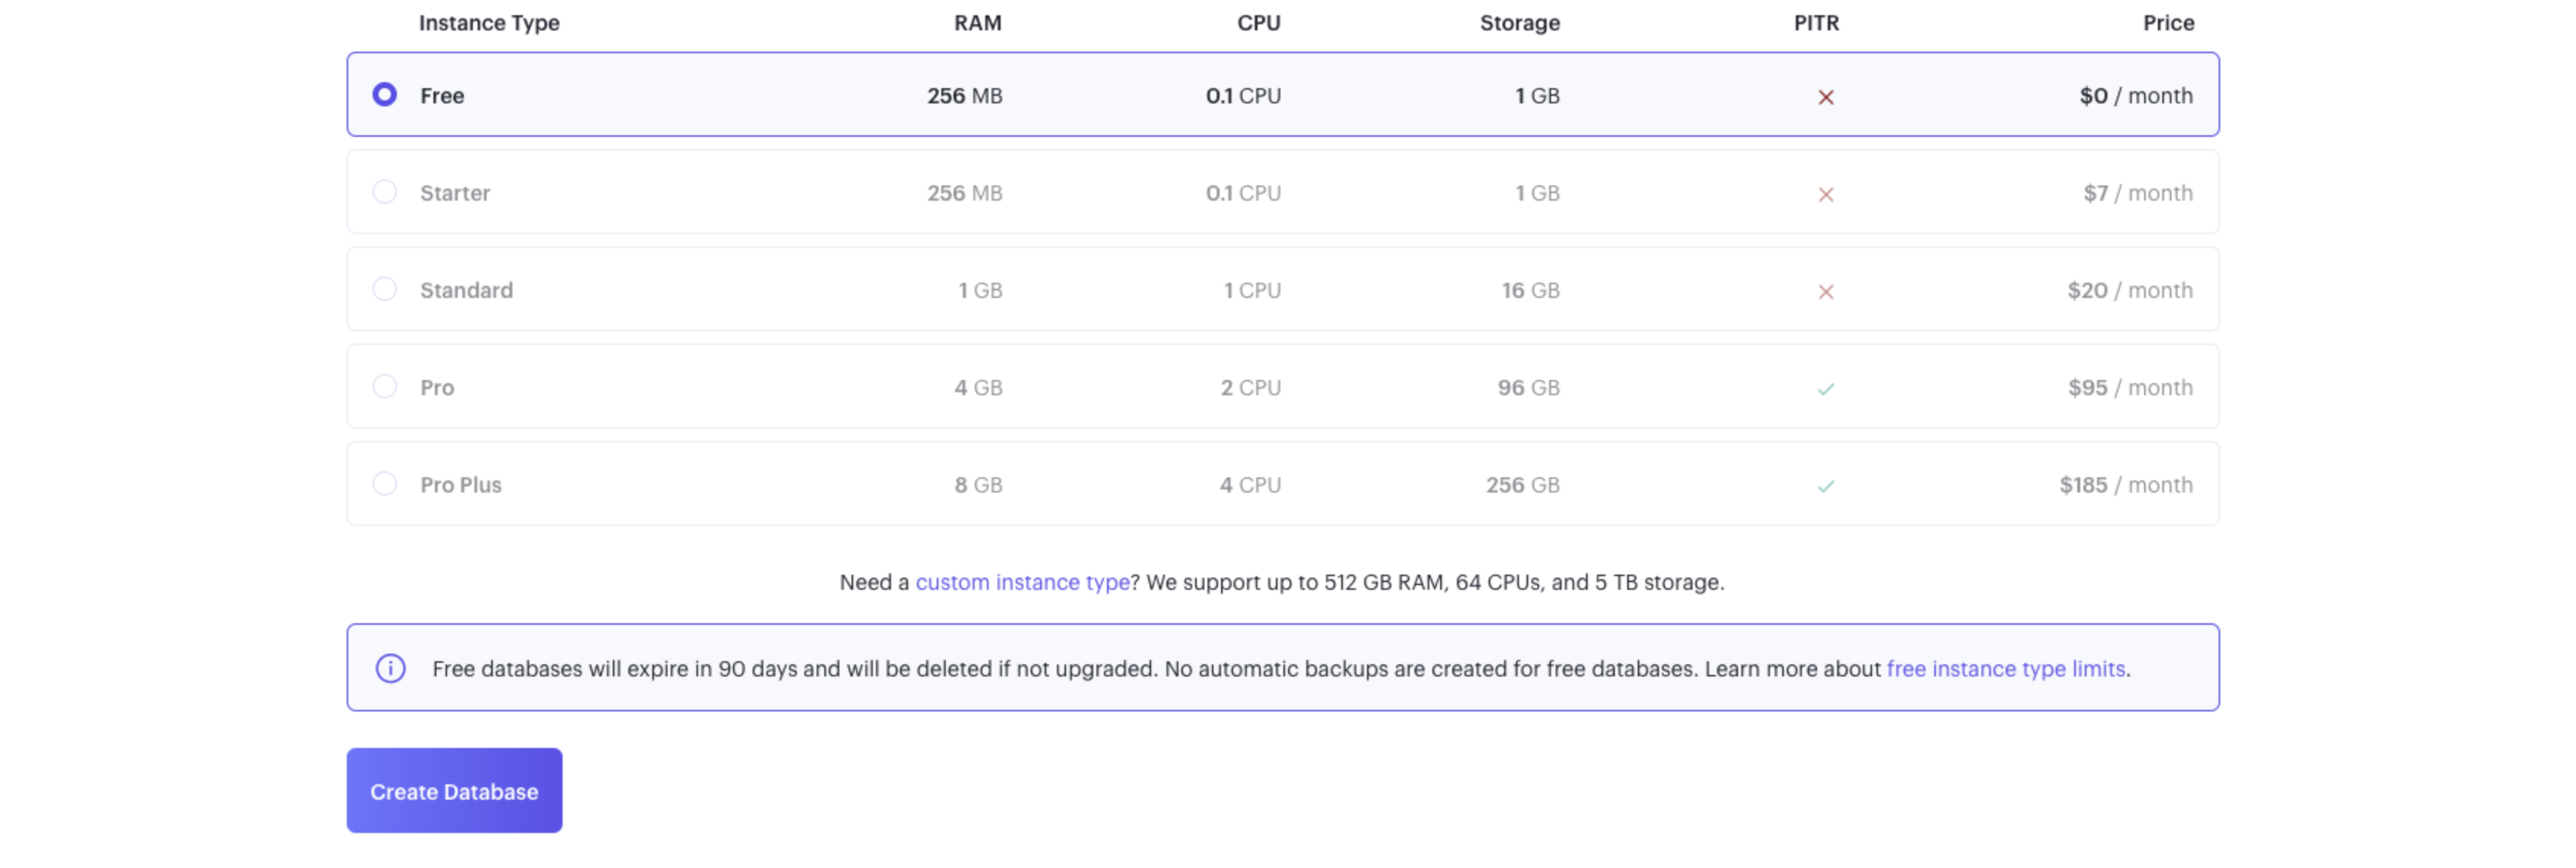 Instance Type RAM CPU Storage PITR Price
Free 256 MB 0.1 CPU 1 GB $0 / month
Starter 256 MB 0.1 CPU 1 GB $7 / month
Standard 1 GB 1 CPU 16 GB $20 / month
Pro 4 GB 2 CPU 96 GB $95 / month
Pro Plus 8 GB 4 CPU 256 GB $185 / month
Need a custom instance type? We support up to 512 GB RAM, 64 CPUs, and 5 TB storage.
Free databases will expire in 90 days and will be deleted if not upgraded. No automatic backups are created for free databases. Learn more about free instance type limits.
Create Database